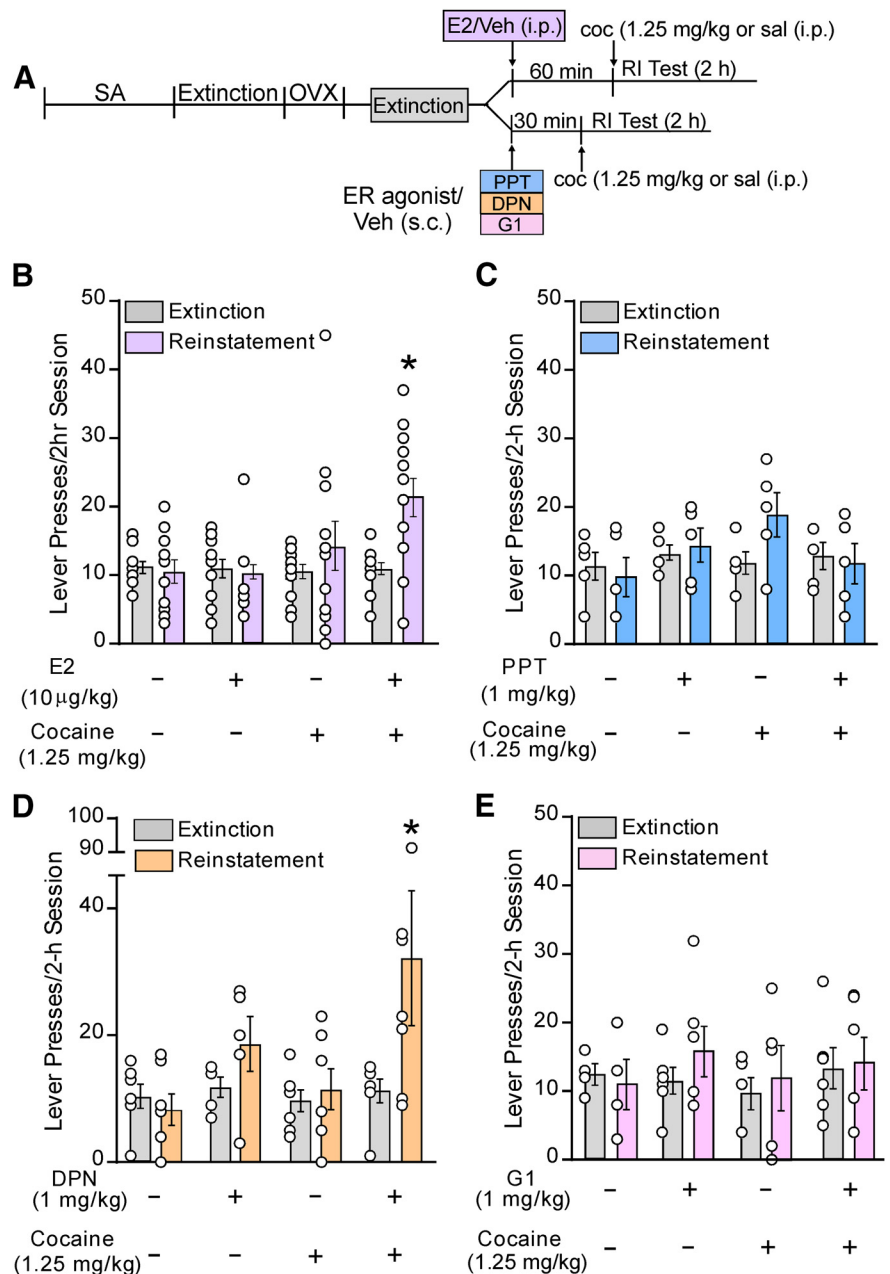 A
SA
Extinction
OVX
Extinction
E2/Veh (i.p.)
coc (1.25 mg/kg or sal (i.p.)
60 min
RI Test (2 h)
30 min
RI Test (2 h)
coc (1.25 mg/kg or sal (i.p.)
ER agonist/
Veh (s.c.)
PPT
DPN
G1
B
Lever Presses/2hr Session
50
40
30
20
10
0
Extinction
Reinstatement
*
E2
(10 µg/kg)
− + − +
Cocaine
(1.25 mg/kg)
− − + +
C
Lever Presses/2-h Session
50
40
30
20
10
0
Extinction
Reinstatement
PPT
(1 mg/kg)
− + − +
Cocaine
(1.25 mg/kg)
− − + +
D
Lever Presses/2-h Session
100
90
40
20
0
Extinction
Reinstatement
*
DPN
(1 mg/kg)
− + − +
Cocaine
(1.25 mg/kg)
− − + +
E
Lever Presses/2-h Session
50
40
30
20
10
0
Extinction
Reinstatement
G1
(1 mg/kg)
− + − +
Cocaine
(1.25 mg/kg)
− − + +